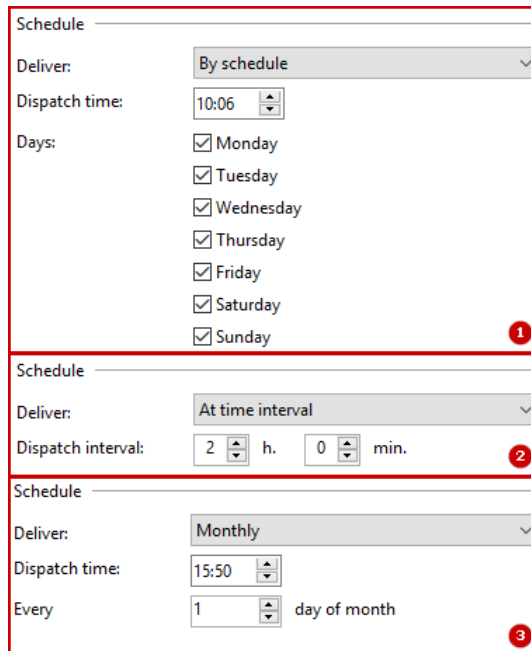 Schedule
Deliver: By schedule
Dispatch time: 10:06
Days: Monday
Tuesday
Wednesday
Thursday
Friday
Saturday
Sunday
1
Schedule
Deliver: At time interval
Dispatch interval: 2 h. 0 min.
2
Schedule
Deliver: Monthly
Dispatch time: 15:50
Every 1 day of month
3